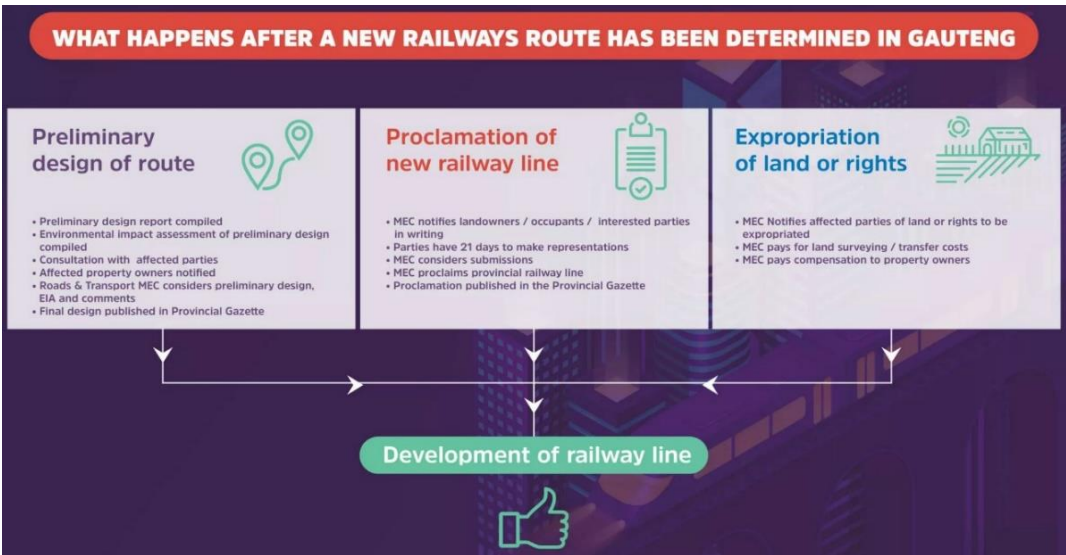 WHAT HAPPENS AFTER A NEW RAILWAYS ROUTE HAS BEEN DETERMINED IN GAUTENG
Preliminary
design of route
• Preliminary design report compiled
• Environmental impact assessment of preliminary design
compiled
• Consultation with affected parties
• Affected property owners notified
• Roads & Transport MEC considers preliminary design,
EIA and comments
• Final design published in Provincial Gazette
Proclamation of
new railway line
• MEC notifies landowners / occupants / interested parties
in writing
• Parties have 21 days to make representations
• MEC considers submissions
• MEC proclaims provincial railway line
• Proclamation published in the Provincial Gazette
Expropriation
of land or rights
• MEC Notifies affected parties of land or rights to be
expropriated
• MEC pays for land surveying / transfer costs
• MEC pays compensation to property owners
Development of railway line